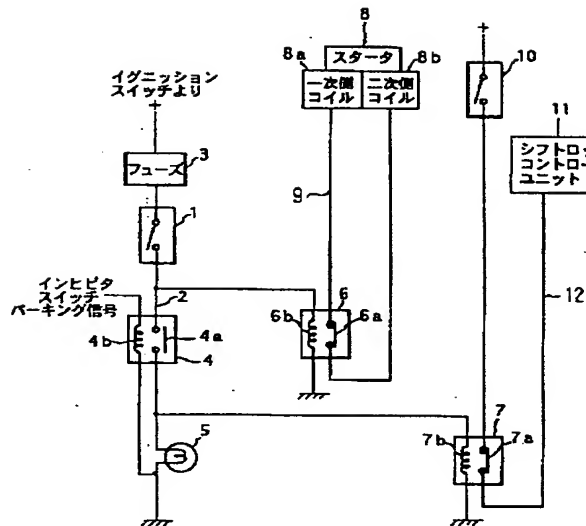 8
8a
8b
スタータ
一次側
コイル
二次側
コイル
10
イグニッション
スイッチより
11
フューズ
3
シフトロッ
コントロー
ユニット
1
9
インヒビタ
スイッチ
パーキング信号
2
12
6
6b
6a
4b
4a
4
7
7b
7a
5